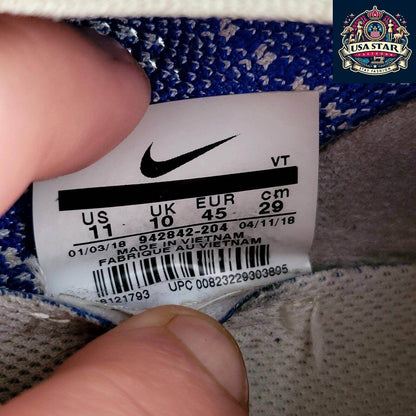 USA STAR
VT
US UK EUR cm
11 10 45 29
01/03/18 942842-204 04/11/18
MADE IN VIETNAM
FABRIQUE AU VIETNAM
8121793 UPC 00823229303805